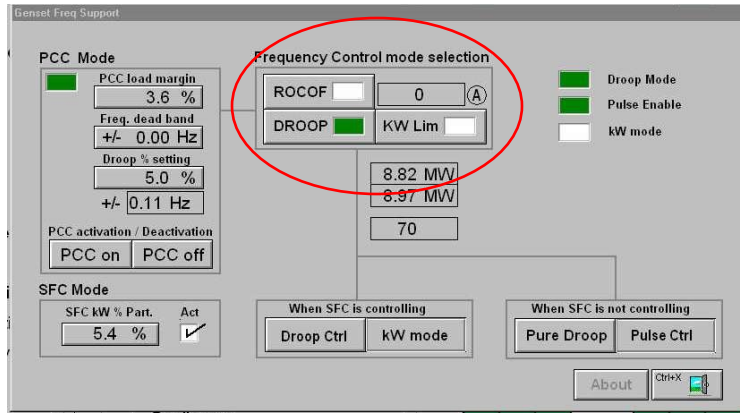 Genset Freq Support
PCC Mode
PCC load margin
3.6 %
Freq. dead band
+/- 0.00 Hz
Droop % setting
5.0 %
+/- 0.11 Hz
PCC activation / Deactivation
PCC on PCC off
SFC Mode
SFC kW % Part. Act
5.4 %
Frequency Control mode selection
ROCOF 0 A
DROOP KW Lim
8.82 MW
8.97 MW
70
Droop Mode
Pulse Enable
kW mode
When SFC is controlling
Droop Ctrl kW mode
When SFC is not controlling
Pure Droop Pulse Ctrl
About Ctrl+X